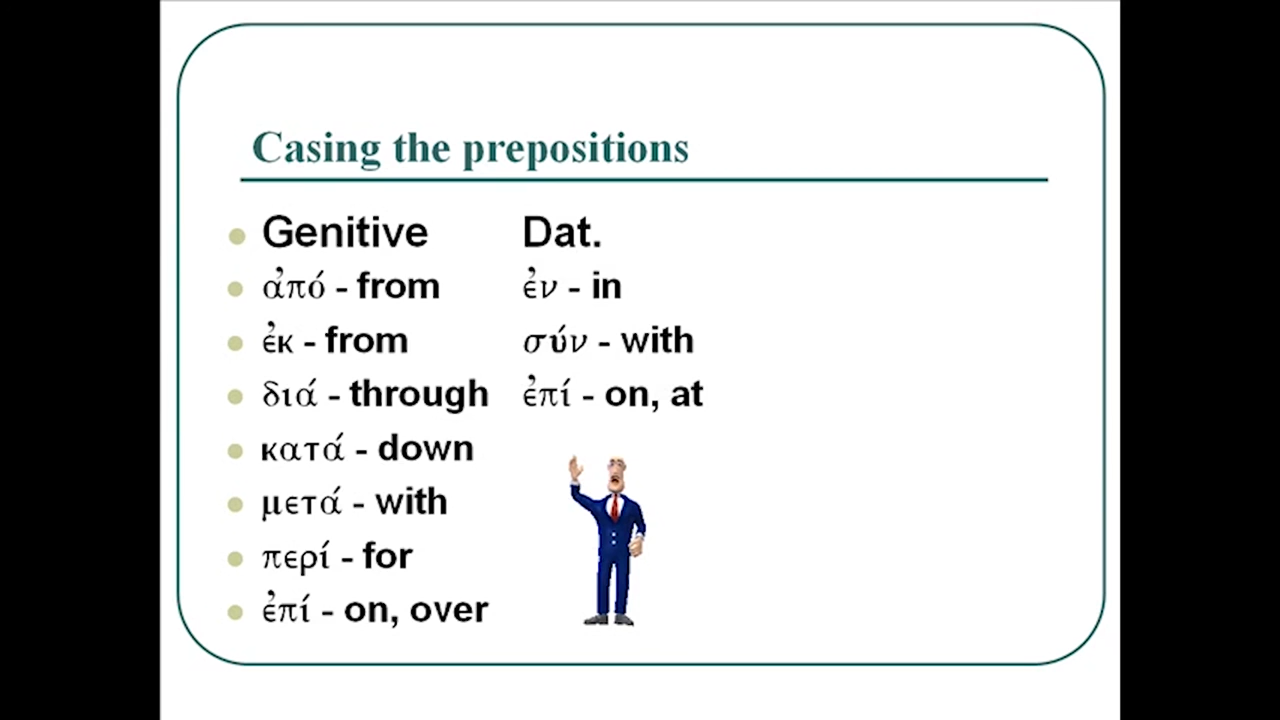 Casing the prepositions
Genitive Dat.
ἀπό - from ἐν - in
ἐκ - from σύν - with
διά - through ἐπί - on, at
κατά - down
μετά - with
περί - for
ἐπί - on, over